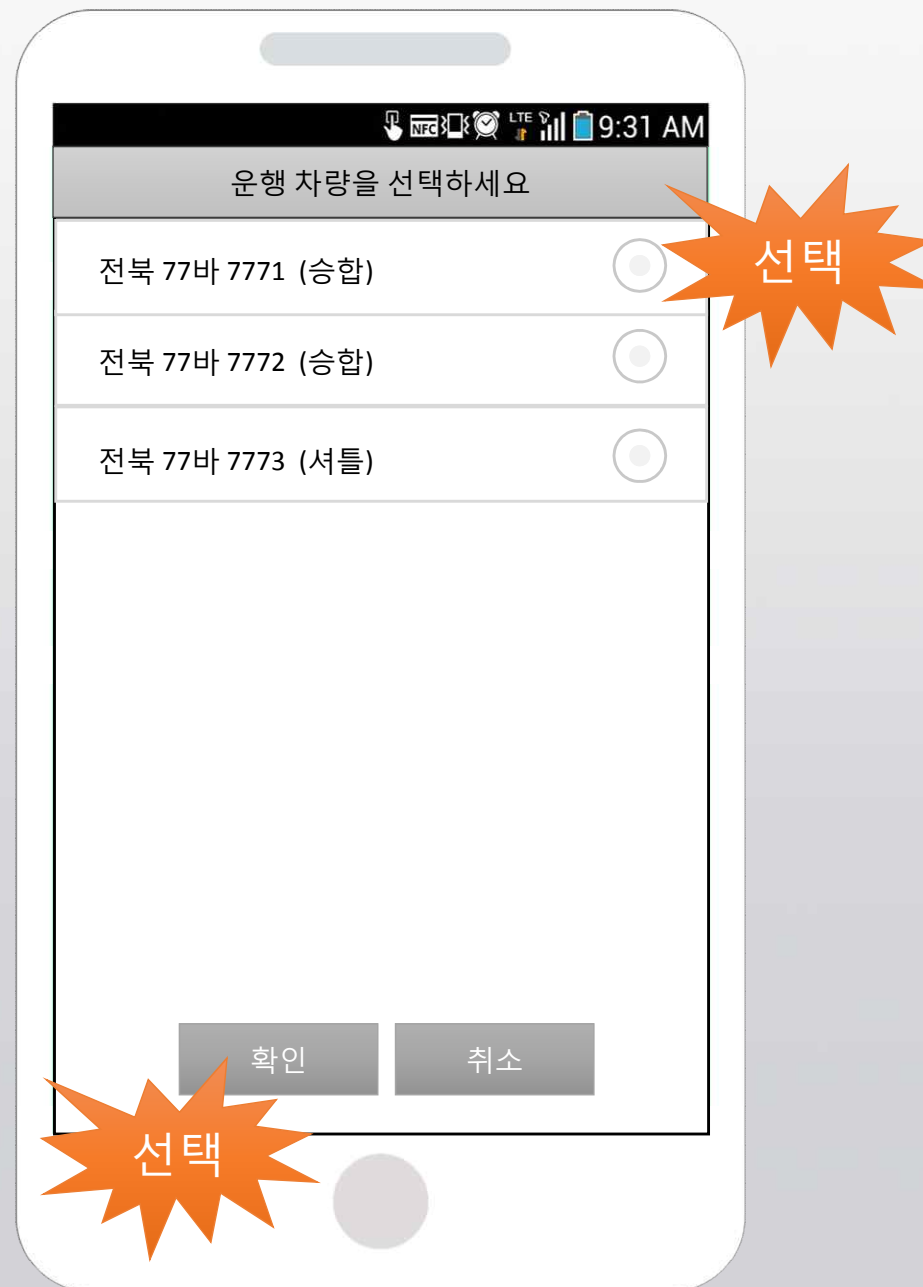 NFC LTE 9:31 AM
운행 차량을 선택하세요
선택
전북 77바 7771 (승합)
전북 77바 7772 (승합)
전북 77바 7773 (셔틀)
확인 취소
선택